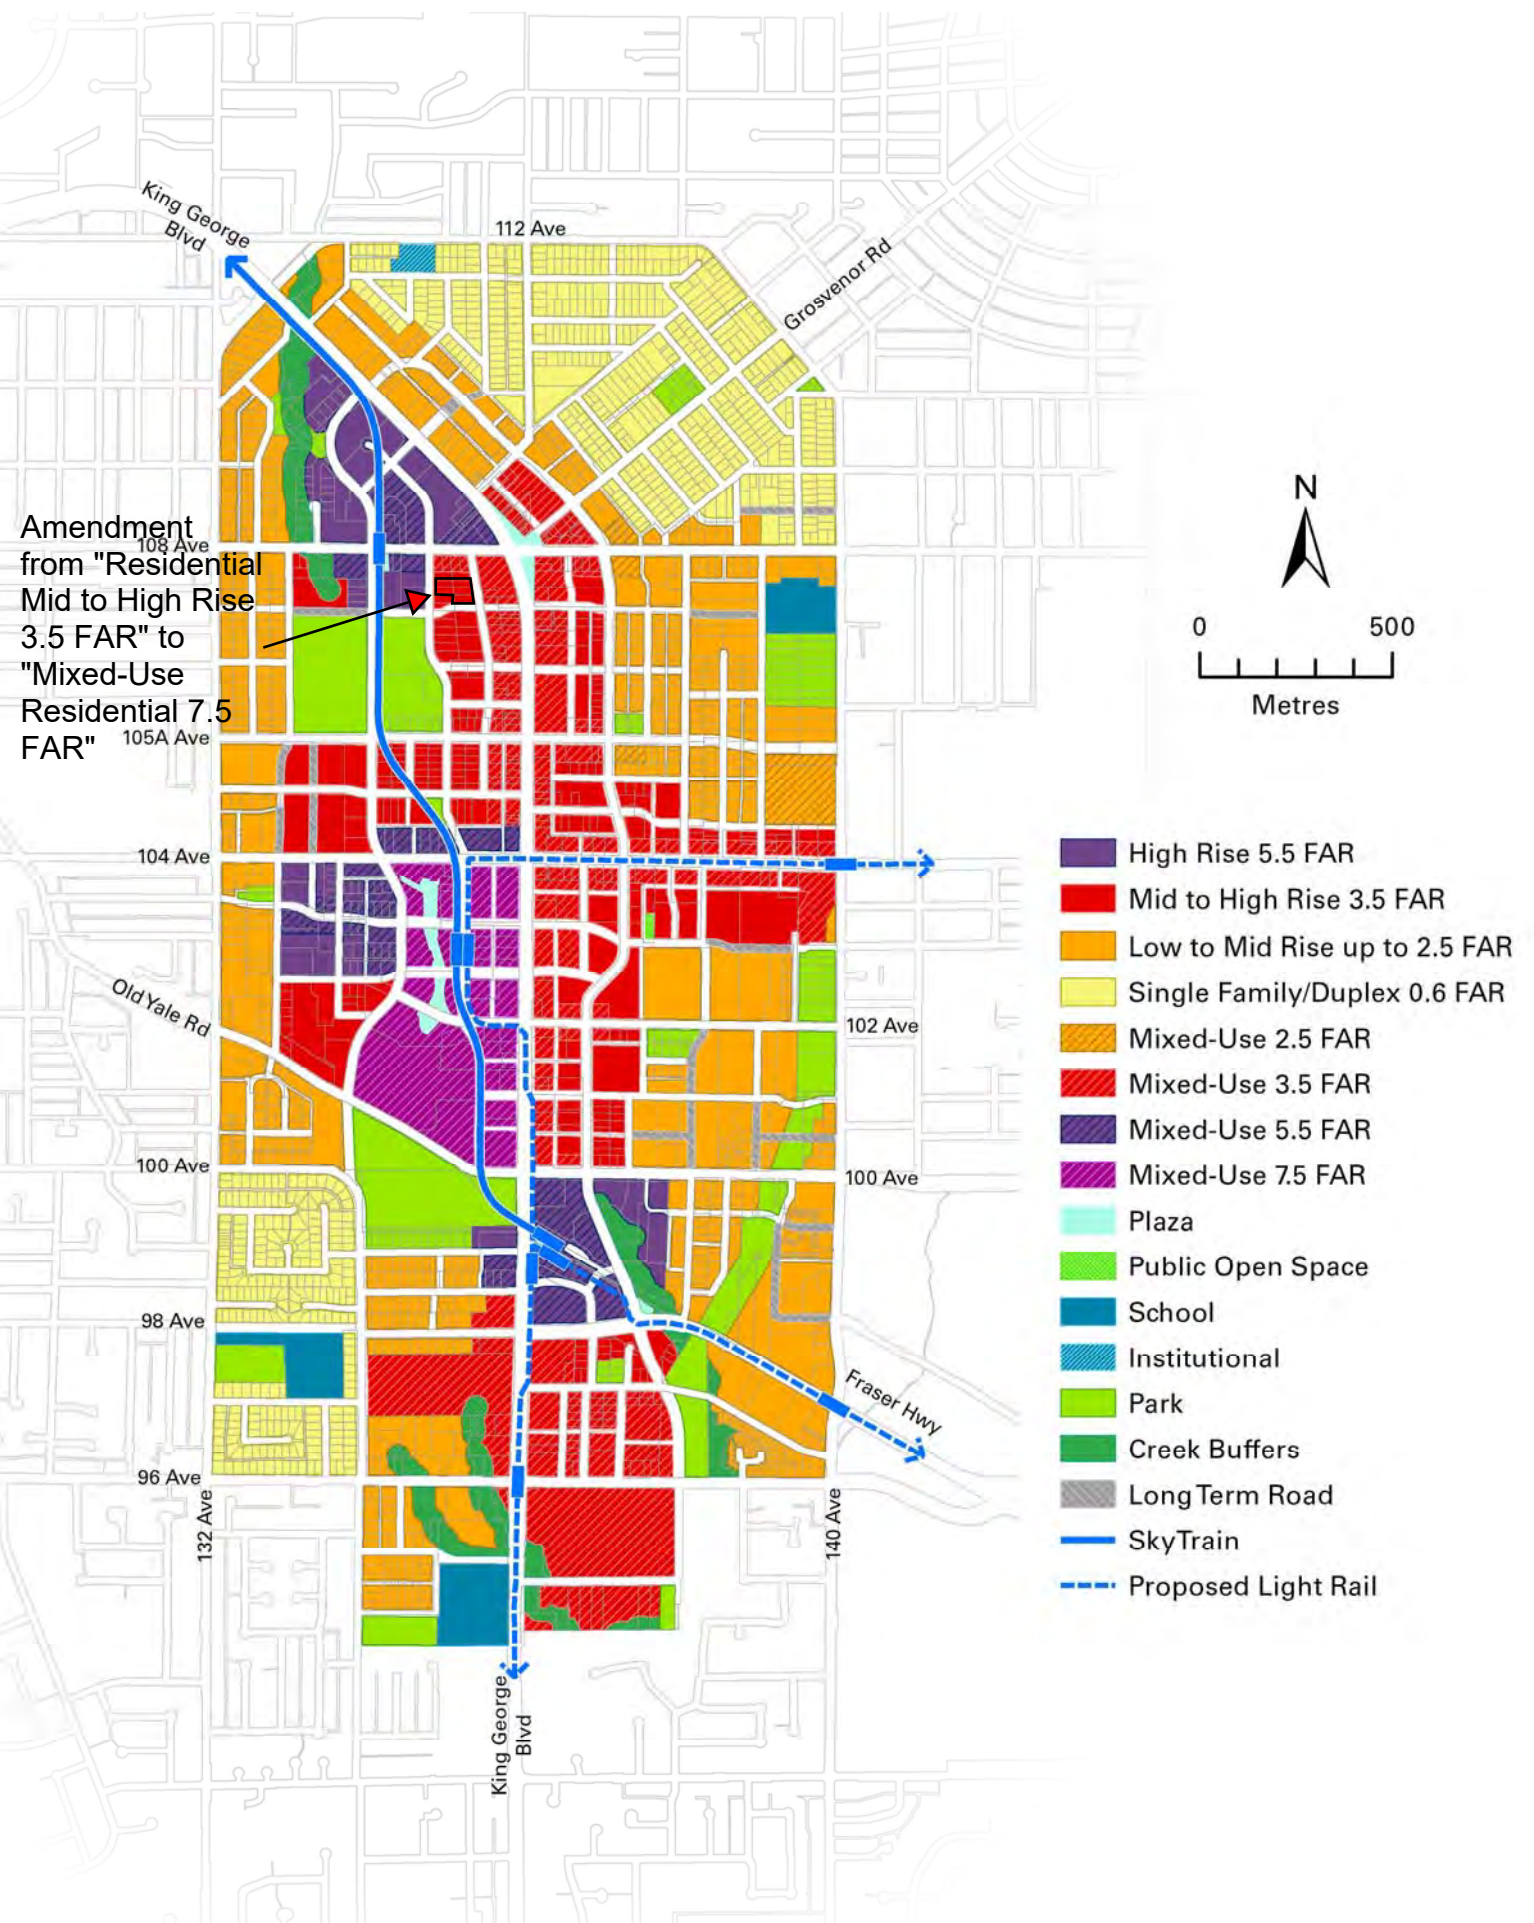 King George
Blvd
112 Ave
Grosvenor Rd
Amendment
from "Residential
Mid to High Rise
3.5 FAR" to
"Mixed-Use
Residential 7.5
FAR"
108 Ave
105A Ave
104 Ave
Old Yale Rd
102 Ave
100 Ave
100 Ave
98 Ave
Fraser Hwy
96 Ave
132 Ave
140 Ave
King George
Blvd
N
0 500
Metres
High Rise 5.5 FAR
Mid to High Rise 3.5 FAR
Low to Mid Rise up to 2.5 FAR
Single Family/Duplex 0.6 FAR
Mixed-Use 2.5 FAR
Mixed-Use 3.5 FAR
Mixed-Use 5.5 FAR
Mixed-Use 7.5 FAR
Plaza
Public Open Space
School
Institutional
Park
Creek Buffers
Long Term Road
SkyTrain
Proposed Light Rail